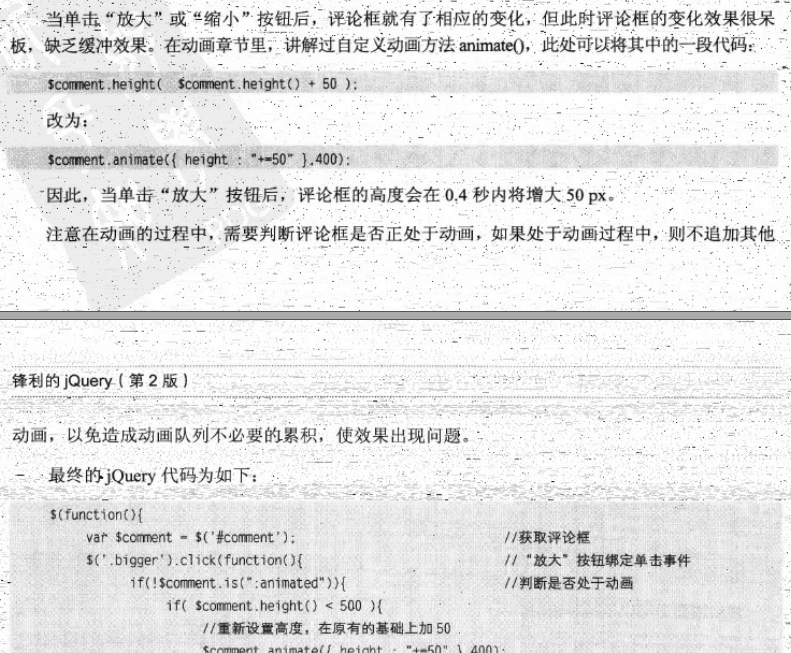 当单击“放大”或“缩小”按钮后，评论框就有了相应的变化，但此时评论框的变化效果很呆
板，缺乏缓冲效果。在动画章节里，讲解过自定义动画方法 animate()，此处可以将其中的一段代码：
$comment.height( $comment.height() + 50 );
改为：
$comment.animate({ height : "+=50" },400);
因此，当单击“放大”按钮后，评论框的高度会在 0.4 秒内将增大 50 px。
注意在动画的过程中，需要判断评论框是否正处于动画，如果处于动画过程中，则不追加其他
锋利的 jQuery（第 2 版）
动画，以免造成动画队列不必要的累积，使效果出现问题。
最终的 jQuery 代码为如下：
$(function(){
var $comment = $('#comment'); //获取评论框
$('.bigger').click(function(){ //“放大”按钮绑定单击事件
if(!$comment.is(":animated")){ //判断是否处于动画
if( $comment.height() < 500 ){
//重新设置高度，在原有的基础上加 50
$comment.animate({ height : "+=50" },400);